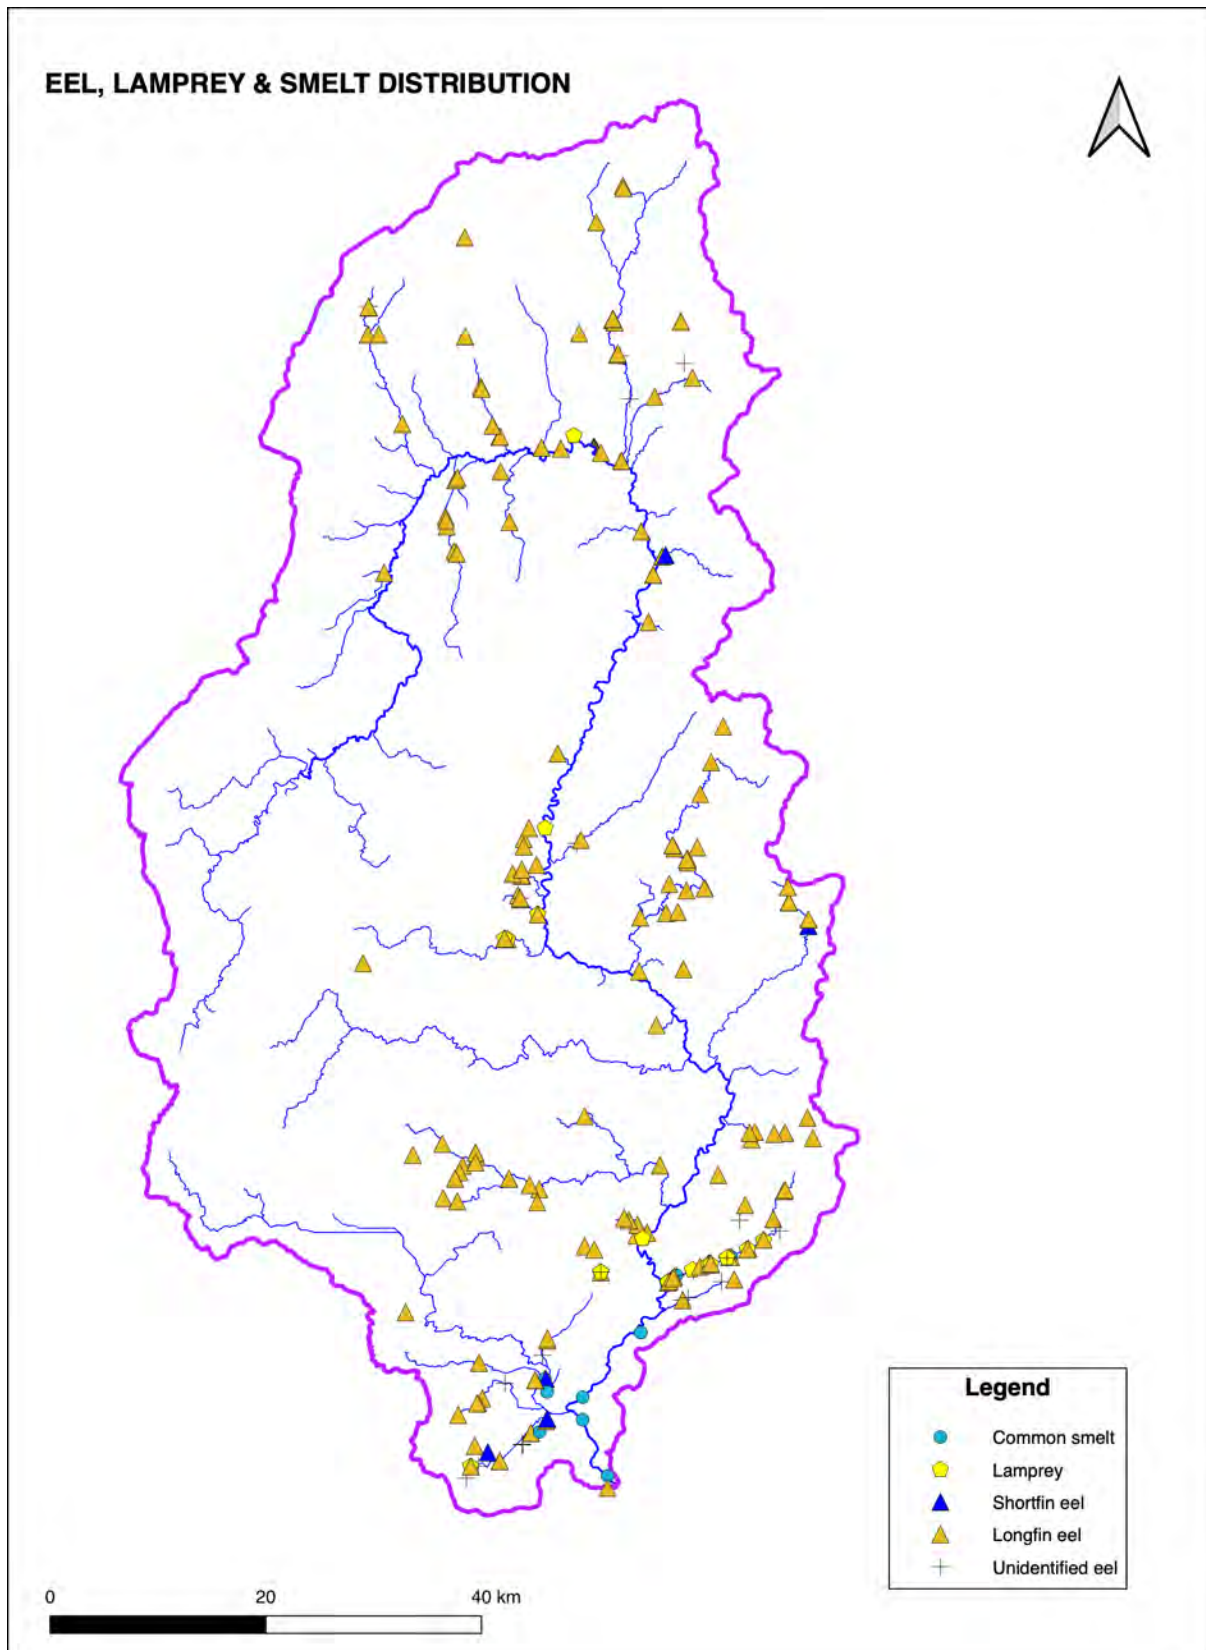 EEL, LAMPREY & SMELT DISTRIBUTION
Legend
Common smelt
Lamprey
Shortfin eel
Longfin eel
Unidentified eel
0 20 40 km